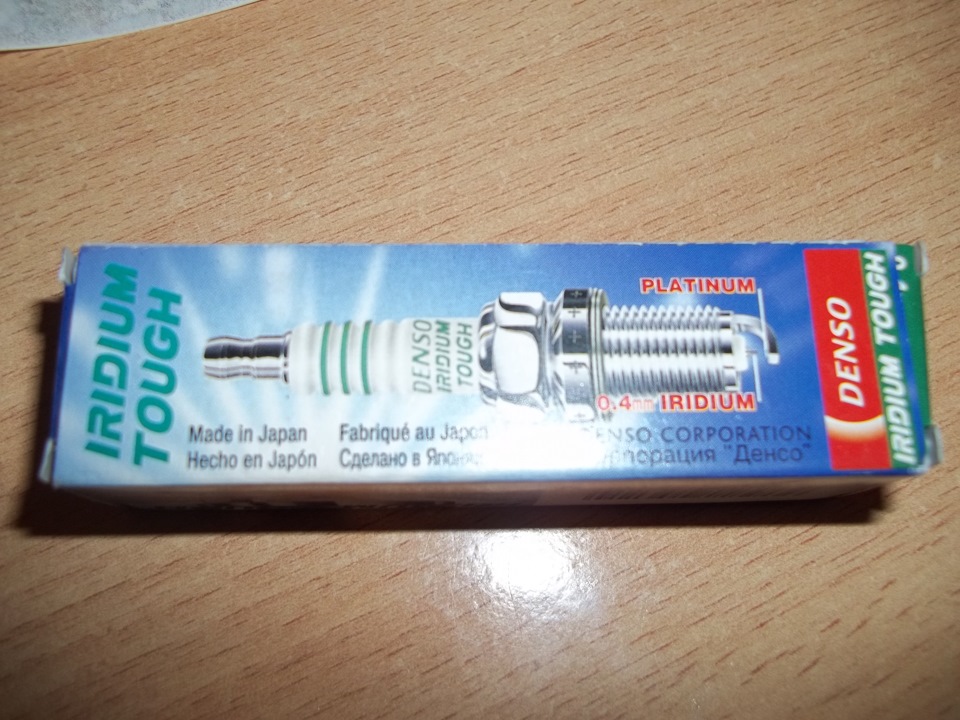 IRIDIUM
TOUGH
DENSO
IRIDIUM
TOUGH
PLATINUM
0.4mm IRIDIUM
Made in Japan
Hecho en Japón
Fabriqué au Japon
Сделано в
DENSO CORPORATION
"Денсо"
DENSO
IRIDIUM TOUGH